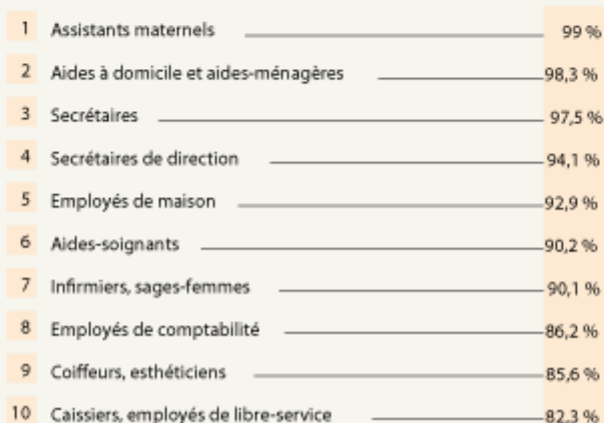 1 Assistants maternels 99 %
2 Aides à domicile et aides-ménagères 98,3 %
3 Secrétaires 97,5 %
4 Secrétaires de direction 94,1 %
5 Employés de maison 92,9 %
6 Aides-soignants 90,2 %
7 Infirmiers, sages-femmes 90,1 %
8 Employés de comptabilité 86,2 %
9 Coiffeurs, esthéticiens 85,6 %
10 Caissiers, employés de libre-service 82,3 %